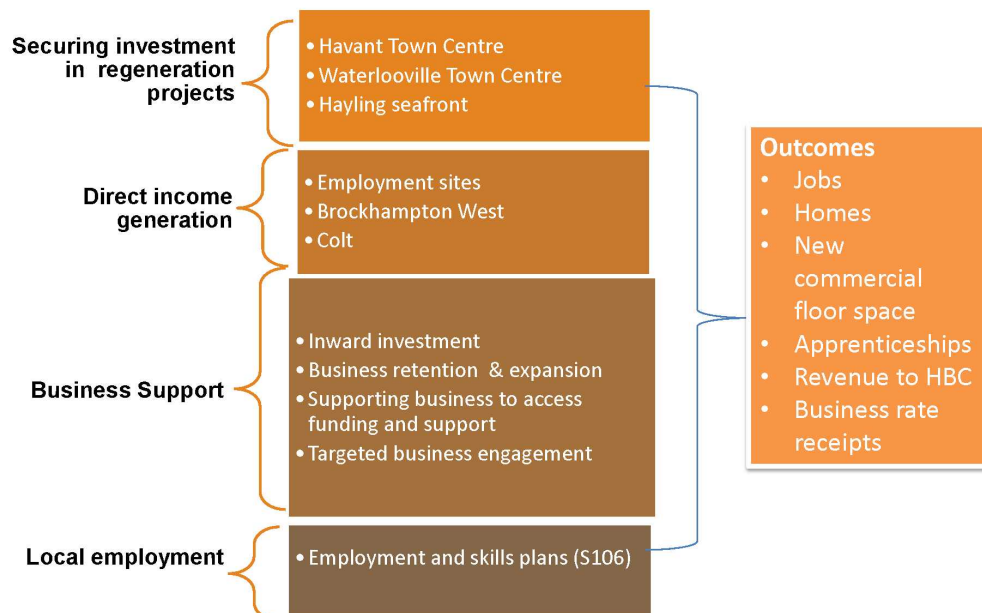 Securing investment
in regeneration
projects
• Havant Town Centre
• Waterlooville Town Centre
• Hayling seafront
Direct income
generation
• Employment sites
• Brockhampton West
• Colt
Business Support
• Inward investment
• Business retention & expansion
• Supporting business to access
funding and support
• Targeted business engagement
Local employment
• Employment and skills plans (S106)
Outcomes
• Jobs
• Homes
• New
commercial
floor space
• Apprenticeships
• Revenue to HBC
• Business rate
receipts